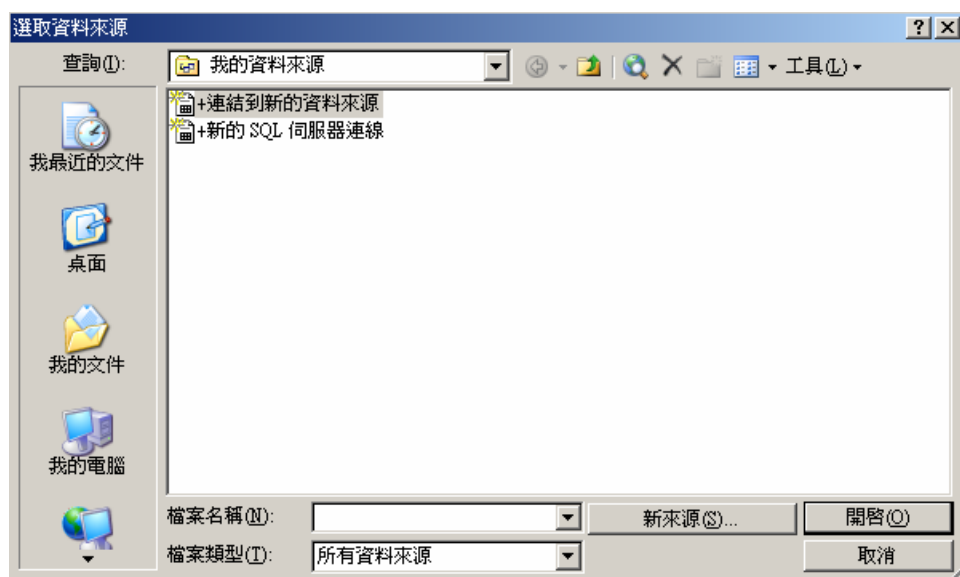 選取資料來源
查詢(I):
我的資料來源
工具(L)
+連結到新的資料來源
+新的 SQL 伺服器連線
我最近的文件
桌面
我的文件
我的電腦
檔案名稱(N):
新來源(S)...
開啓(O)
檔案類型(T):
所有資料來源
取消